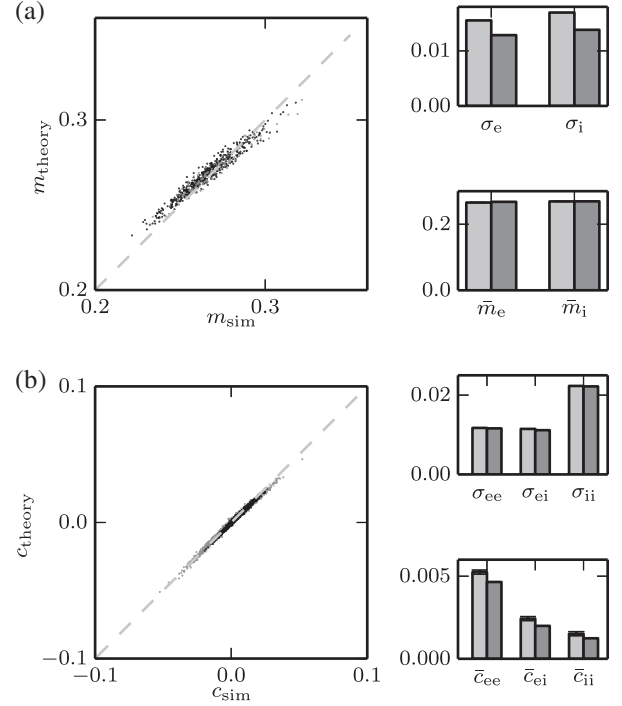 (a)
0.3
0.2
0.2
0.3
m_theory
m_sim
0.01
0.00
σ_e
σ_i
0.2
0.0
m̄_e
m̄_i
(b)
0.1
0.0
−0.1
−0.1
0.0
0.1
c_theory
c_sim
0.02
0.00
σ_ee
σ_ei
σ_ii
0.005
0.000
c̄_ee
c̄_ei
c̄_ii